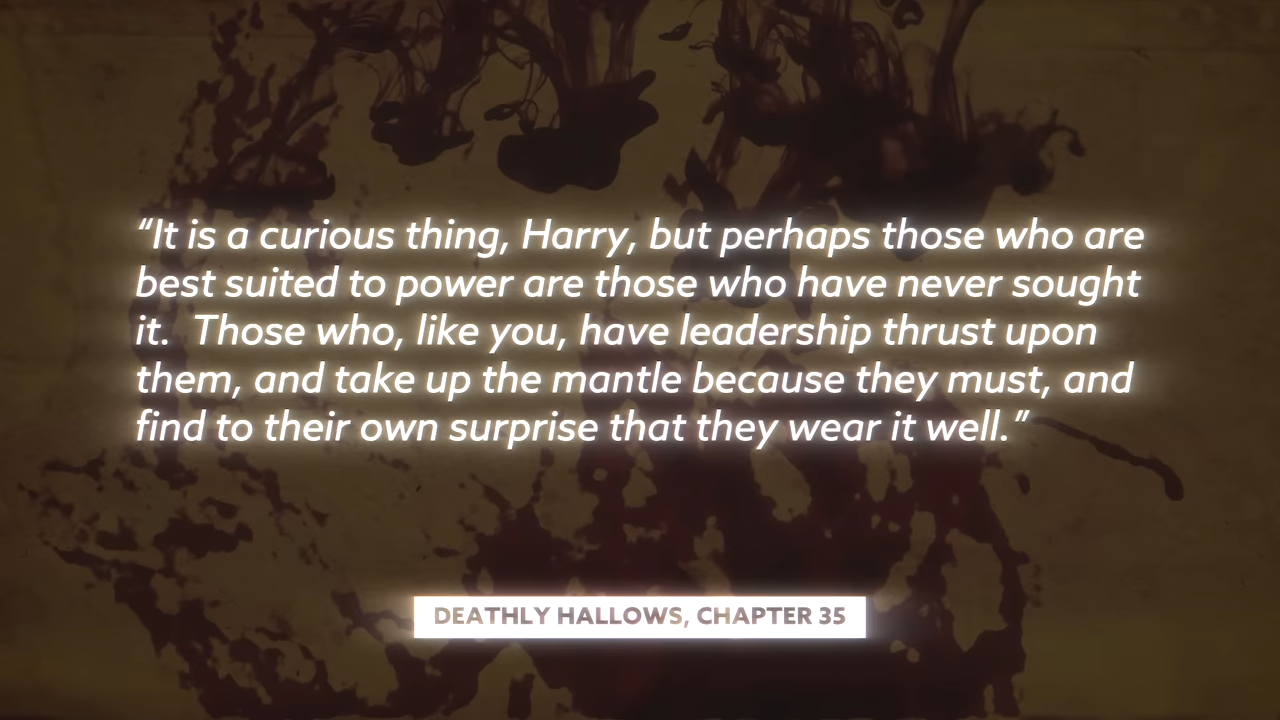 “It is a curious thing, Harry, but perhaps those who are
best suited to power are those who have never sought
it.  Those who, like you, have leadership thrust upon
them, and take up the mantle because they must, and
find to their own surprise that they wear it well.”
DEATHLY HALLOWS, CHAPTER 35